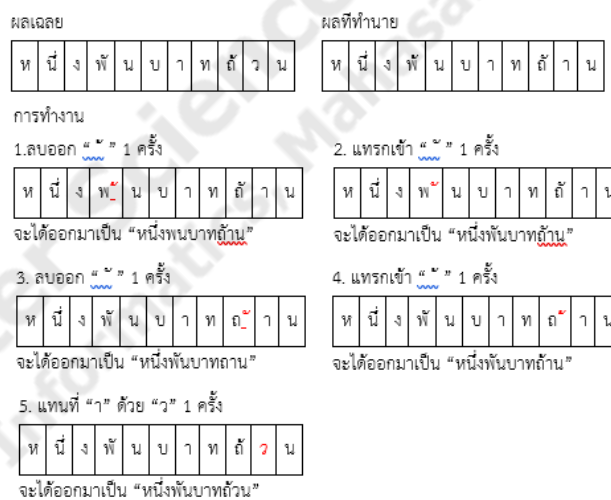 ผลเฉลย
ผลที่ทำนาย
ห นึ่ ง พั น บ า ท ถ้ ว น
ห นึ่ ง พั น บ า ท ถ้ า น
การทำงาน
1.ลบออก “ ั ” 1 ครั้ง
2. แทรกเข้า “ ั ” 1 ครั้ง
ห นึ่ ง พ ั น บ า ท ถ้ า น
ห นึ่ ง พั น บ า ท ถ้ า น
จะได้ออกมาเป็น “หนึ่งพนบาทถ้าน”
จะได้ออกมาเป็น “หนึ่งพันบาทถ้าน”
3. ลบออก “ ้ ” 1 ครั้ง
4. แทรกเข้า “ ้ ” 1 ครั้ง
ห นึ่ ง พั น บ า ท ถ ้ า น
ห นึ่ ง พั น บ า ท ถ้ า น
จะได้ออกมาเป็น “หนึ่งพันบาทถาน”
จะได้ออกมาเป็น “หนึ่งพันบาทถ้าน”
5. แทนที่ “า” ด้วย “ว” 1 ครั้ง
ห นึ่ ง พั น บ า ท ถ้ ว น
จะได้ออกมาเป็น “หนึ่งพันบาทถ้วน”